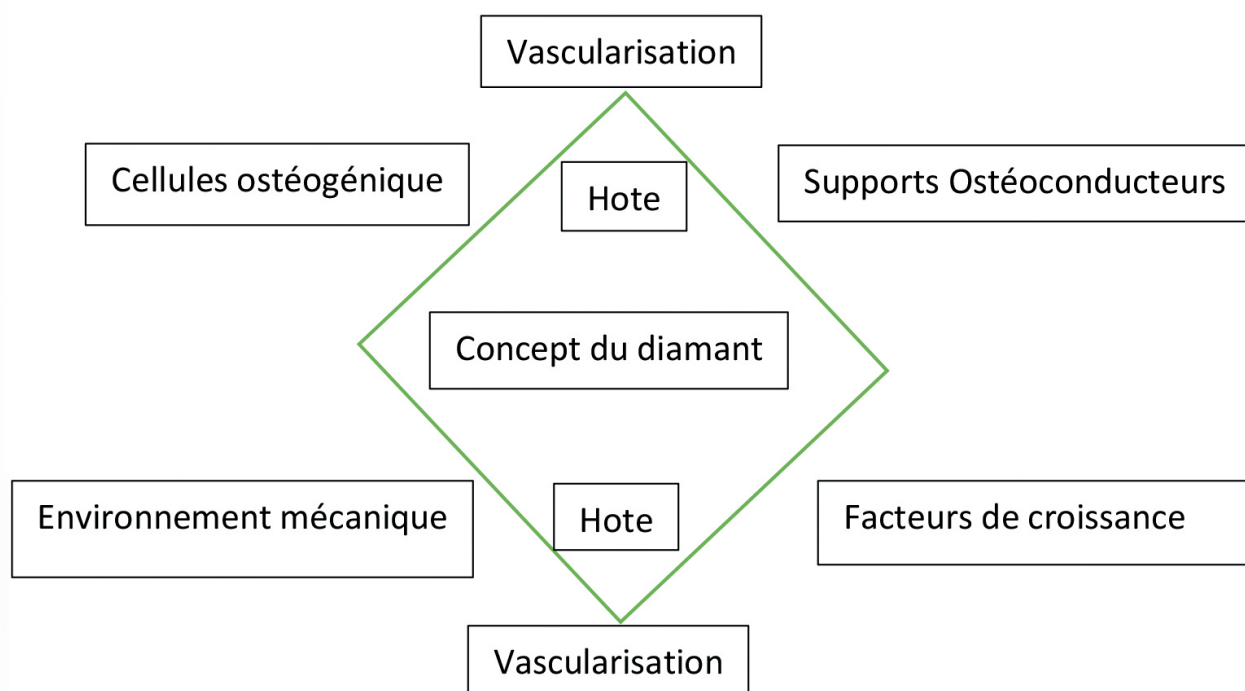 Vascularisation
Cellules ostéogénique
Hote
Supports Ostéoconducteurs
Concept du diamant
Environnement mécanique
Hote
Facteurs de croissance
Vascularisation